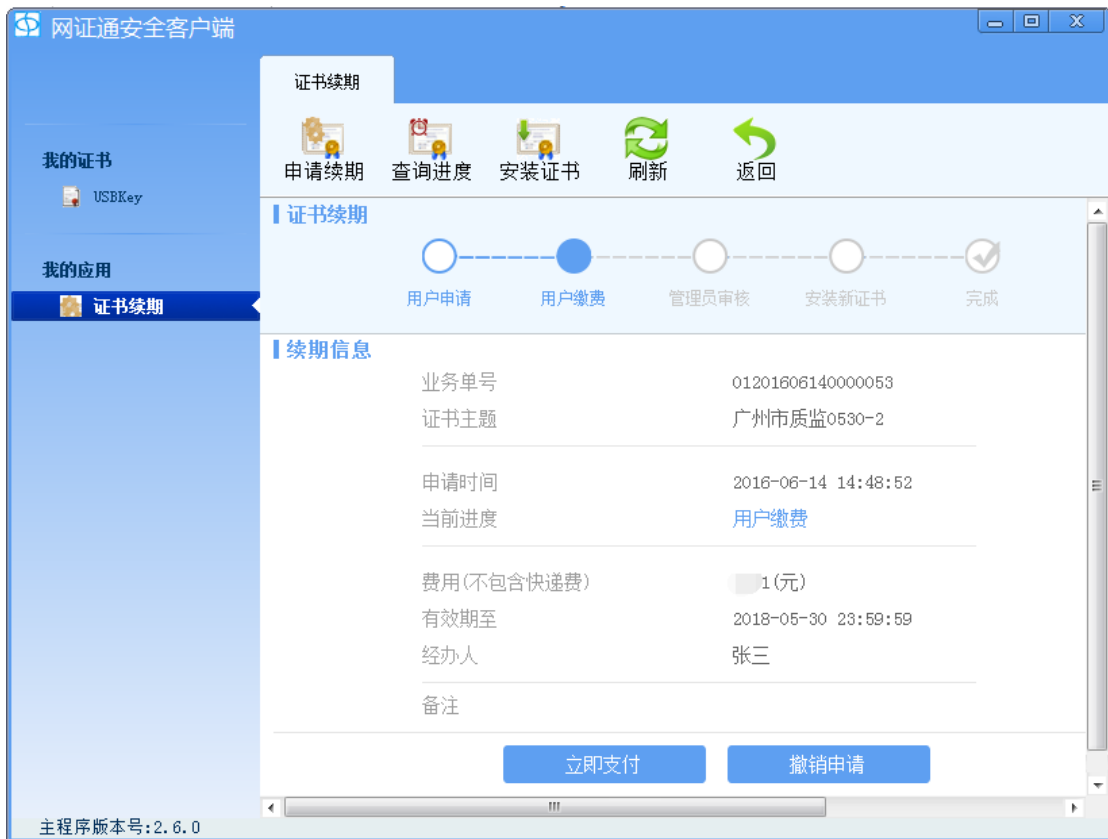 网证通安全客户端
证书续期
申请续期 查询进度 安装证书 刷新 返回
我的证书
USBKey
我的应用
证书续期
证书续期
用户申请 用户缴费 管理员审核 安装新证书 完成
续期信息
业务单号 01201606140000053
证书主题 广州市质监0530-2
申请时间 2016-06-14 14:48:52
当前进度 用户缴费
费用(不包含快递费) 1(元)
有效期至 2018-05-30 23:59:59
经办人 张三
备注
立即支付 撤销申请
主程序版本号:2.6.0